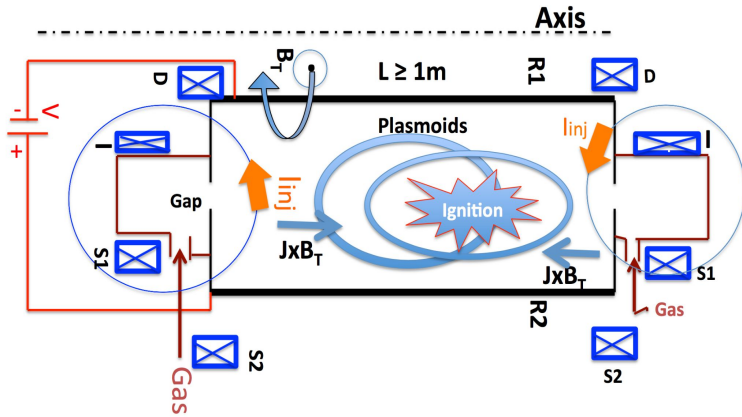 Axis
B_T
L ≥ 1m
R1
D
D
-
V
+
I
Plasmoids
I_inj
I
Gap
I_inj
Ignition
S1
JxB_T
JxB_T
S1
R2
Gas
S2
Gas
S2